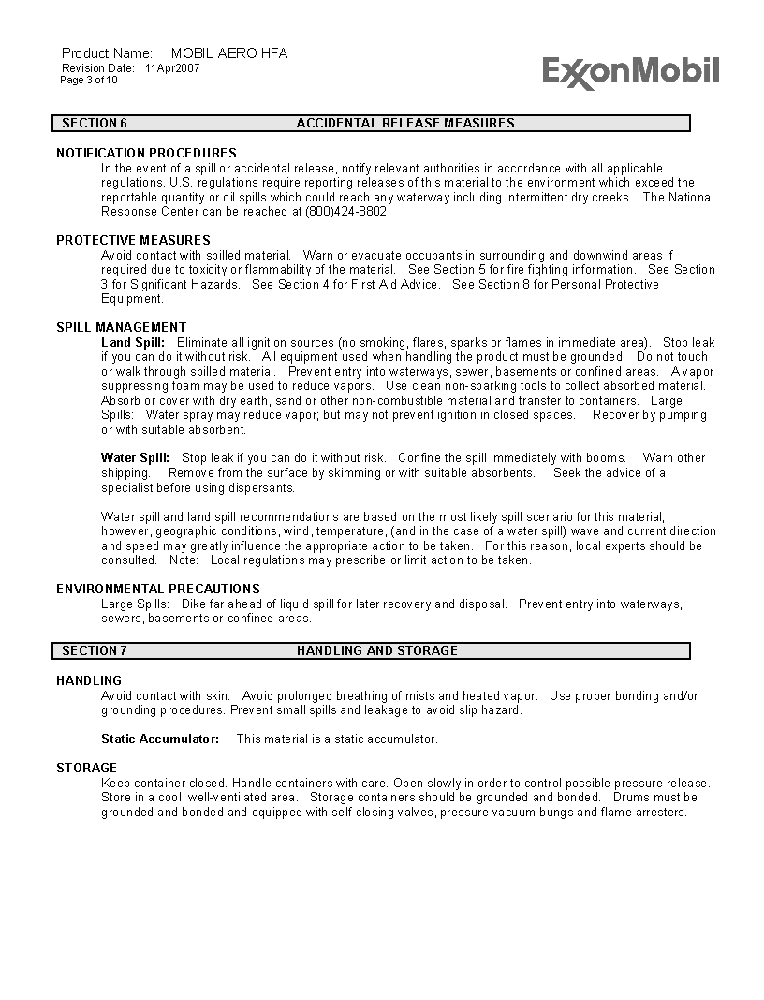 Product Name: MOBIL AERO HFA
Revision Date: 11Apr2007
Page 3 of 10
ExxonMobil
SECTION 6 ACCIDENTAL RELEASE MEASURES
NOTIFICATION PROCEDURES
In the event of a spill or accidental release, notify relevant authorities in accordance with all applicable
regulations. U.S. regulations require reporting releases of this material to the environment which exceed the
reportable quantity or oil spills which could reach any waterway including intermittent dry creeks. The National
Response Center can be reached at (800)424-8802.
PROTECTIVE MEASURES
Avoid contact with spilled material. Warn or evacuate occupants in surrounding and downwind areas if
required due to toxicity or flammability of the material. See Section 5 for fire fighting information. See Section
3 for Significant Hazards. See Section 4 for First Aid Advice. See Section 8 for Personal Protective
Equipment.
SPILL MANAGEMENT
Land Spill: Eliminate all ignition sources (no smoking, flares, sparks or flames in immediate area). Stop leak
if you can do it without risk. All equipment used when handling the product must be grounded. Do not touch
or walk through spilled material. Prevent entry into waterways, sewer, basements or confined areas. A vapor
suppressing foam may be used to reduce vapors. Use clean non-sparking tools to collect absorbed material.
Absorb or cover with dry earth, sand or other non-combustible material and transfer to containers. Large
Spills: Water spray may reduce vapor; but may not prevent ignition in closed spaces. Recover by pumping
or with suitable absorbent.
Water Spill: Stop leak if you can do it without risk. Confine the spill immediately with booms. Warn other
shipping. Remove from the surface by skimming or with suitable absorbents. Seek the advice of a
specialist before using dispersants.
Water spill and land spill recommendations are based on the most likely spill scenario for this material;
however, geographic conditions, wind, temperature, (and in the case of a water spill) wave and current direction
and speed may greatly influence the appropriate action to be taken. For this reason, local experts should be
consulted. Note: Local regulations may prescribe or limit action to be taken.
ENVIRONMENTAL PRECAUTIONS
Large Spills: Dike far ahead of liquid spill for later recovery and disposal. Prevent entry into waterways,
sewers, basements or confined areas.
SECTION 7 HANDLING AND STORAGE
HANDLING
Avoid contact with skin. Avoid prolonged breathing of mists and heated vapor. Use proper bonding and/or
grounding procedures. Prevent small spills and leakage to avoid slip hazard.
Static Accumulator: This material is a static accumulator.
STORAGE
Keep container closed. Handle containers with care. Open slowly in order to control possible pressure release.
Store in a cool, well-ventilated area. Storage containers should be grounded and bonded. Drums must be
grounded and bonded and equipped with self-closing valves, pressure vacuum bungs and flame arresters.